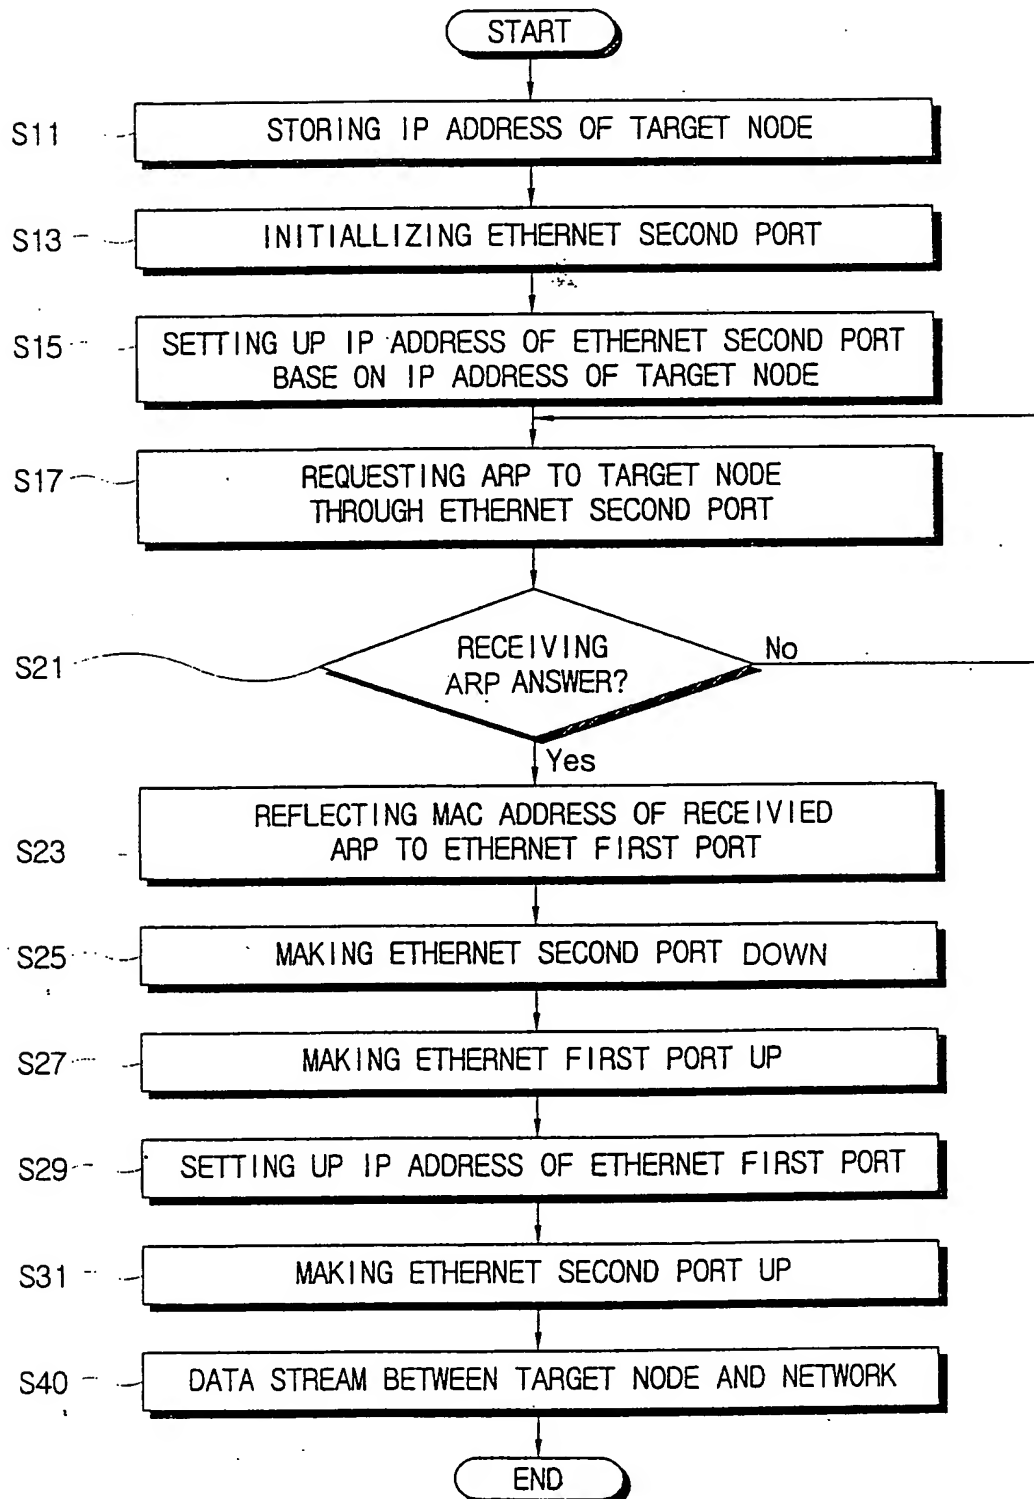 START
S11
STORING IP ADDRESS OF TARGET NODE
S13
INITIALLIZING ETHERNET SECOND PORT
S15
SETTING UP IP ADDRESS OF ETHERNET SECOND PORT
BASE ON IP ADDRESS OF TARGET NODE
S17
REQUESTING ARP TO TARGET NODE
THROUGH ETHERNET SECOND PORT
S21
RECEIVING
ARP ANSWER?
No
Yes
S23
REFLECTING MAC ADDRESS OF RECEIVIED
ARP TO ETHERNET FIRST PORT
S25
MAKING ETHERNET SECOND PORT DOWN
S27
MAKING ETHERNET FIRST PORT UP
S29
SETTING UP IP ADDRESS OF ETHERNET FIRST PORT
S31
MAKING ETHERNET SECOND PORT UP
S40
DATA STREAM BETWEEN TARGET NODE AND NETWORK
END